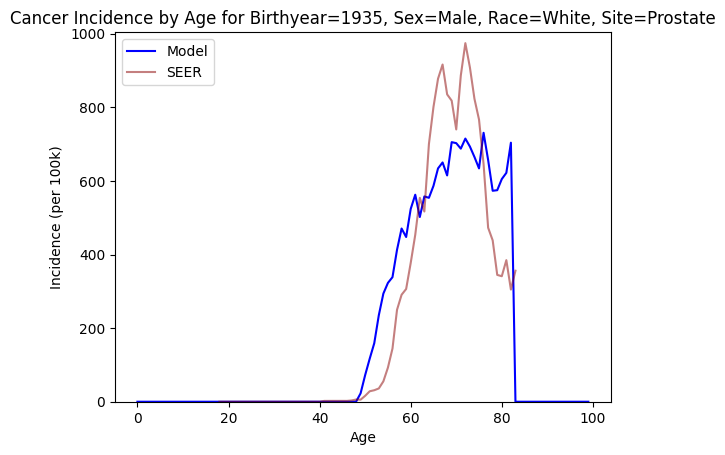 Cancer Incidence by Age for Birthyear=1935, Sex=Male, Race=White, Site=Prostate
Model
SEER
1000
800
600
400
200
0
Incidence (per 100k)
0 20 40 60 80 100
Age